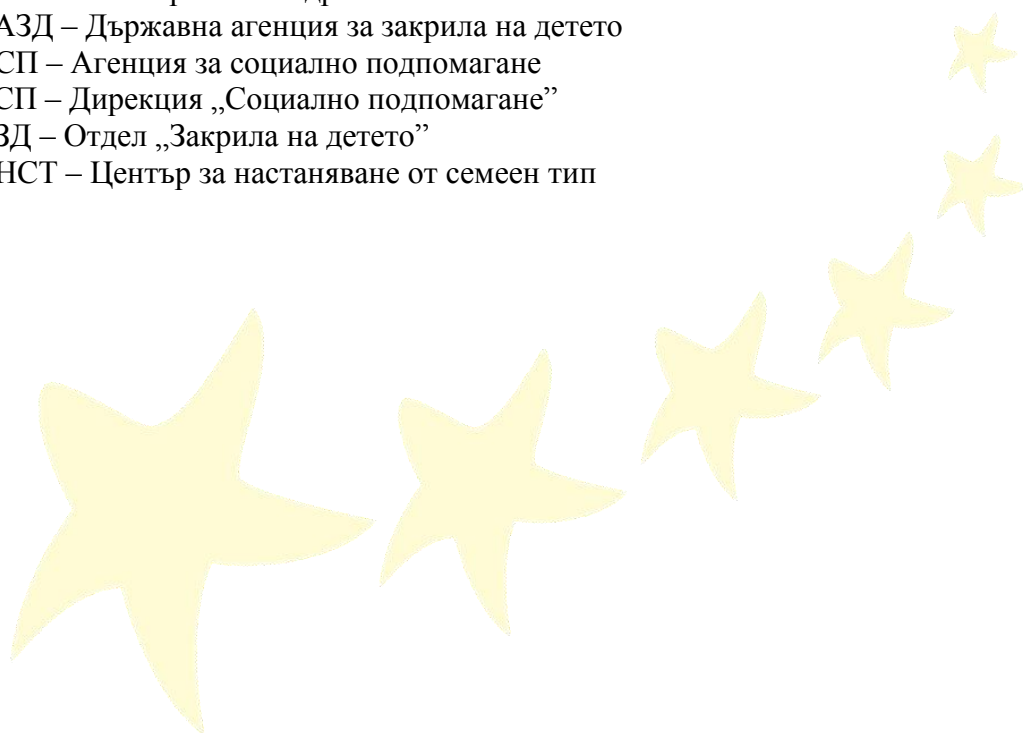 АЗД – Държавна агенция за закрила на детето
СП – Агенция за социално подпомагане
СП – Дирекция „Социално подпомагане”
ЗД – Отдел „Закрила на детето”
НСТ – Център за настаняване от семеен тип